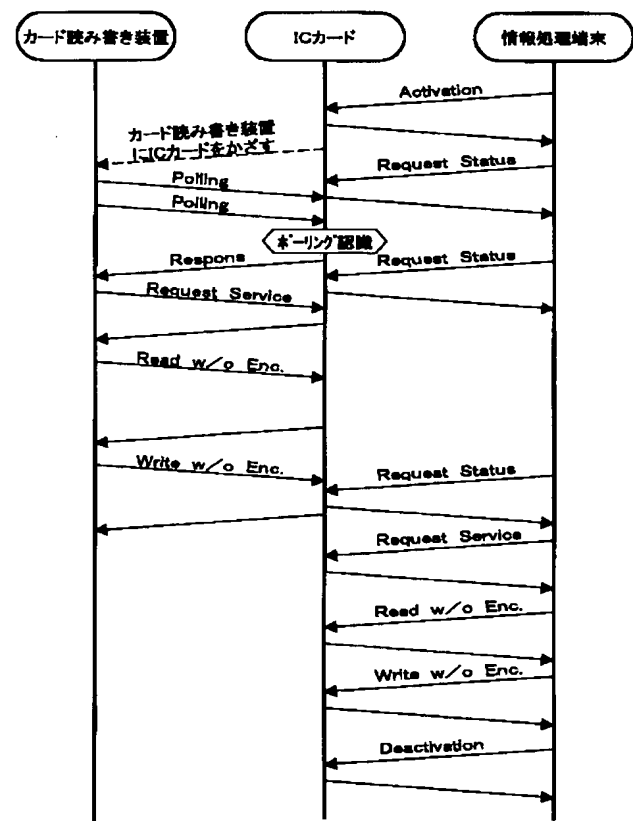 カード読み書き装置
ICカード
情報処理端末
Activation
カード読み書き装置
にICカードをかざす
Request Status
Polling
Polling
ポーリング認識
Respons
Request Status
Request Service
Read w/o Enc.
Write w/o Enc.
Request Status
Request Service
Read w/o Enc.
Write w/o Enc.
Deactivation